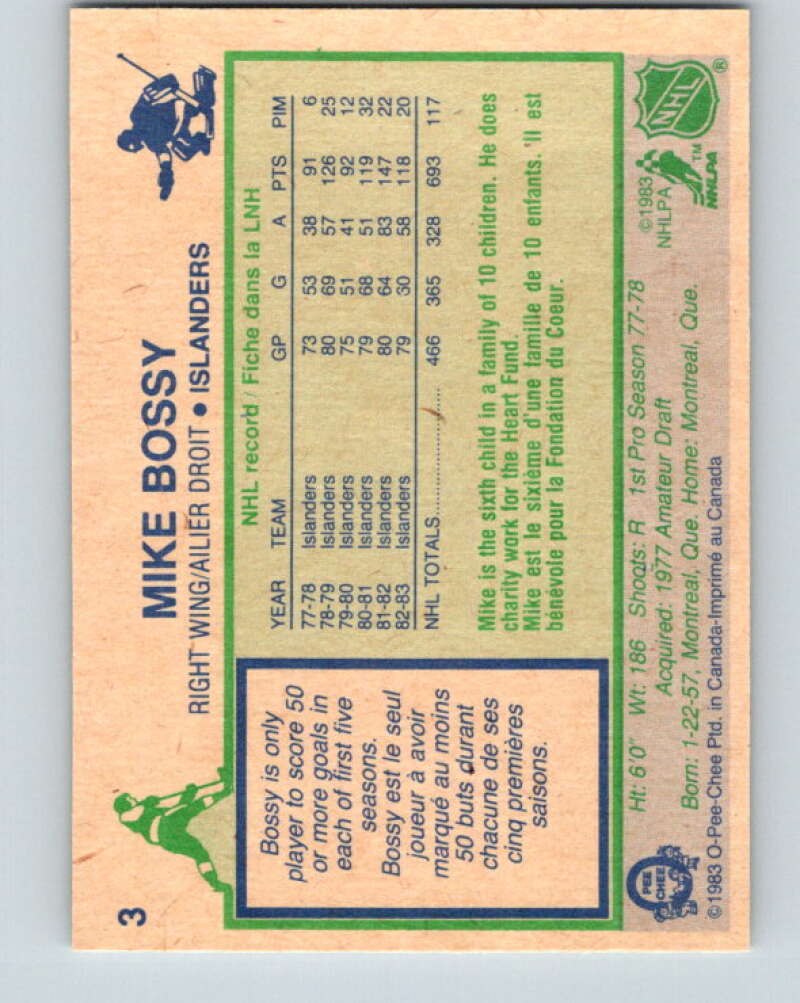 3
MIKE BOSSY
RIGHT WING/AILIER DROIT • ISLANDERS
Bossy is only
player to score 50
or more goals in
each of first five
seasons.
Bossy est le seul
joueur à avoir
marqué au moins
50 buts durant
chacune de ses
cinq premières
saisons.
NHL record / Fiche dans la LNH
YEAR TEAM GP G A PTS PIM
77-78 Islanders 73 53 38 91 6
78-79 Islanders 80 69 57 126 25
79-80 Islanders 75 51 41 92 12
80-81 Islanders 79 68 51 119 32
81-82 Islanders 80 64 83 147 22
82-83 Islanders 79 30 58 118 20
NHL TOTALS.................... 466 365 328 693 117
Mike is the sixth child in a family of 10 children. He does
charity work for the Heart Fund.
Mike est le sixième d'une famille de 10 enfants. Il est
bénévole pour la Fondation du Coeur.
PEE
CHEE
Ht: 6'0" Wt: 186 Shoots: R 1st Pro Season 77-78
Acquired: 1977 Amateur Draft
Born: 1-22-57, Montreal, Que. Home: Montreal, Que.
©1983 O-Pee-Chee Ptd. in Canada-Imprimé au Canada
©1983
NHLPA
NHL
®
TM
NHLPA